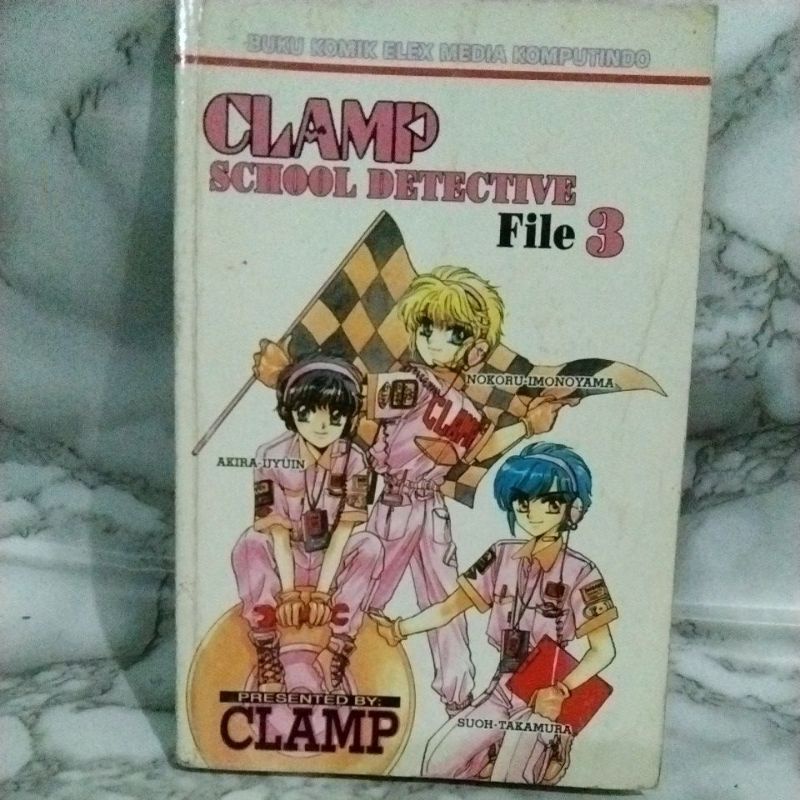 BUKU KOMIK ELEX MEDIA KOMPUTINDO
CLAMP
SCHOOL DETECTIVE
File 3
NOKORU-IMONOYAMA
CLAMP
AKIRA-IJYUIN
PRESENTED BY:
CLAMP
SUOH-TAKAMURA